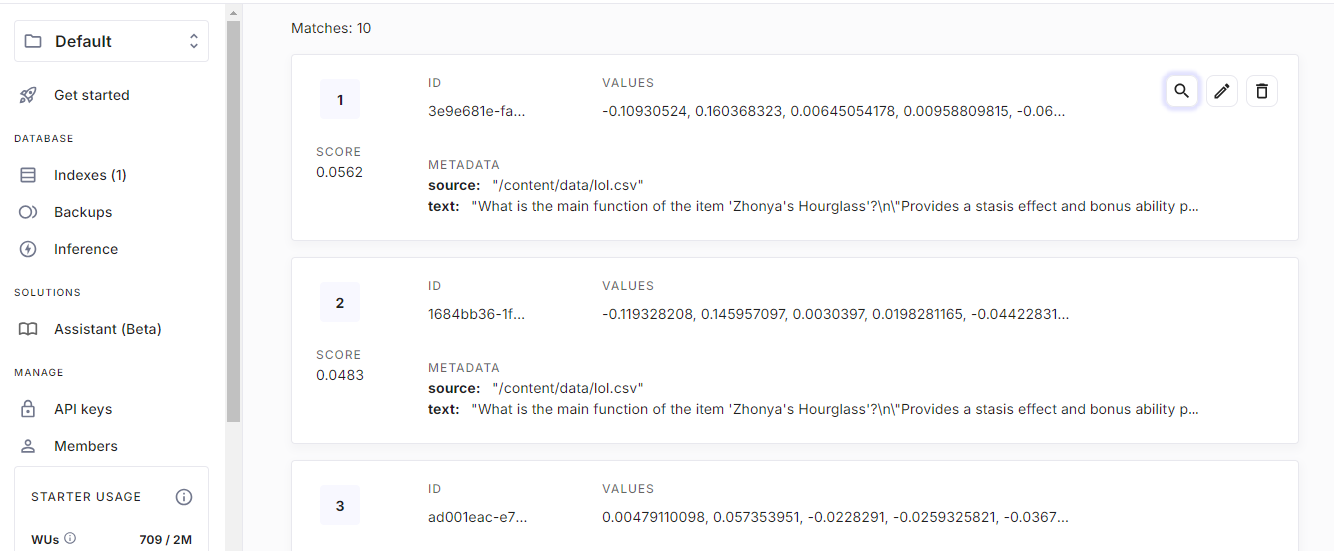 Default
Get started
DATABASE
Indexes (1)
Backups
Inference
SOLUTIONS
Assistant (Beta)
MANAGE
API keys
Members
STARTER USAGE
WUs 709 / 2M
Matches: 10
1
SCORE
0.0562
ID
3e9e681e-fa...
VALUES
-0.10930524, 0.160368323, 0.00645054178, 0.00958809815, -0.06...
METADATA
source: "/content/data/lol.csv"
text: "What is the main function of the item 'Zhonya's Hourglass'?\n\"Provides a stasis effect and bonus ability p...
2
SCORE
0.0483
ID
1684bb36-1f...
VALUES
-0.119328208, 0.145957097, 0.0030397, 0.0198281165, -0.04422831...
METADATA
source: "/content/data/lol.csv"
text: "What is the main function of the item 'Zhonya's Hourglass'?\n\"Provides a stasis effect and bonus ability p...
3
ID
ad001eac-e7...
VALUES
0.00479110098, 0.057353951, -0.0228291, -0.0259325821, -0.0367...